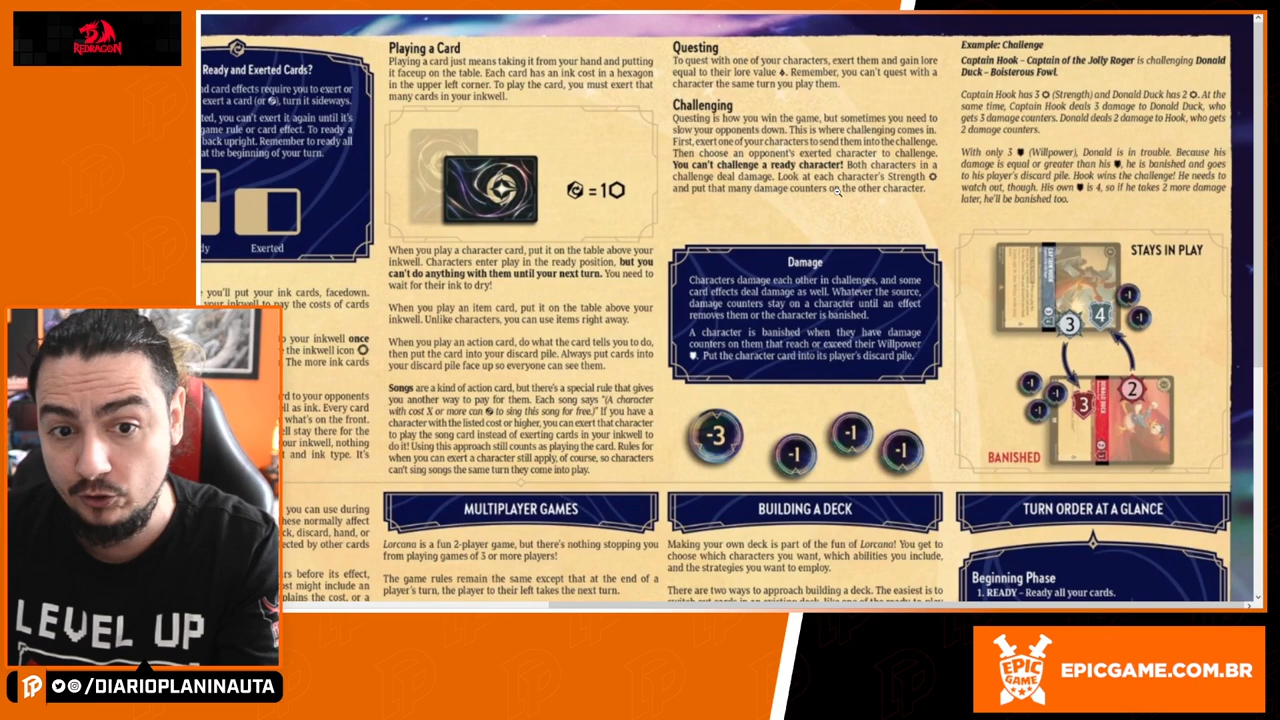 REDRAGON
Ready and Exerted Cards?
nd card effects require you to exert or
exert a card (or ), turn it sideways.
ted, you can't exert it again until it's
game rule or card effect. To ready a
back upright. Remember to ready all
at the beginning of your turn.
dy
Exerted
you'll put your ink cards, facedown.
your inkwell to pay the costs of cards
o your inkwell once
e the inkwell icon
. The more ink cards
rd to your opponents
ll as ink. Every card
what's on the front.
ll stay there for the
our inkwell, nothing
t and ink type. It's
you can use during
hese normally affect
ck, discard, hand, or
ected by other cards
rs before its effect,
ost might include an
plains the cost, or a
Playing a Card
Playing a card just means taking it from your hand and putting
it faceup on the table. Each card has an ink cost in a hexagon
in the upper left corner. To play the card, you must exert that
many cards in your inkwell.
= 1
When you play a character card, put it on the table above your
inkwell. Characters enter play in the ready position, but you
can't do anything with them until your next turn. You need to
wait for their ink to dry!
When you play an item card, put it on the table above your
inkwell. Unlike characters, you can use items right away.
When you play an action card, do what the card tells you to do,
then put the card into your discard pile. Always put cards into
your discard pile face up so everyone can see them.
Songs are a kind of action card, but there's a special rule that gives
you another way to pay for them. Each song says "(A character
with cost X or more can to sing this song for free.)" If you have a
character with the listed cost or higher, you can exert that character
to play the song card instead of exerting cards in your inkwell to
do it! Using this approach still counts as playing the card. Rules for
when you can exert a character still apply, of course, so characters
can't sing songs the same turn they come into play.
MULTIPLAYER GAMES
Lorcana is a fun 2-player game, but there's nothing stopping you
from playing games of 3 or more players!
The game rules remain the same except that at the end of a
player's turn, the player to their left takes the next turn.
Questing
To quest with one of your characters, exert them and gain lore
equal to their lore value . Remember, you can't quest with a
character the same turn you play them.
Challenging
Questing is how you win the game, but sometimes you need to
slow your opponents down. This is where challenging comes in.
First, exert one of your characters to send them into the challenge.
Then choose an opponent's exerted character to challenge.
You can't challenge a ready character! Both characters in a
challenge deal damage. Look at each character's Strength
and put that many damage counters on the other character.
Damage
Characters damage each other in challenges, and some
card effects deal damage as well. Whatever the source,
damage counters stay on a character until an effect
removes them or the character is banished.
A character is banished when they have damage
counters on them that reach or exceed their Willpower
. Put the character card into its player's discard pile.
-3
-1
-1
-1
BUILDING A DECK
Making your own deck is part of the fun of Lorcana! You get to
choose which characters you want, which abilities you include,
and the strategies you want to employ.
There are two ways to approach building a deck. The easiest is to
switch out cards in an existing deck, like one of the ready-to-play
Example: Challenge
Captain Hook – Captain of the Jolly Roger is challenging Donald
Duck – Boisterous Fowl.
Captain Hook has 3 (Strength) and Donald Duck has 2 . At the
same time, Captain Hook deals 3 damage to Donald Duck, who
gets 3 damage counters. Donald deals 2 damage to Hook, who gets
2 damage counters.
With only 3 (Willpower), Donald is in trouble. Because his
damage is equal or greater than his , he is banished and goes
to his player's discard pile. Hook wins the challenge! He needs to
watch out, though. His own is 4, so if he takes 2 more damage
later, he'll be banished too.
STAYS IN PLAY
3
4
-1
-1
-1
-1
-1
3
2
BANISHED
TURN ORDER AT A GLANCE
Beginning Phase
1. READY – Ready all your cards.
LEVEL UP
/DIARIOPLANINAUTA
EPIC
GAME
EPICGAME.COM.BR